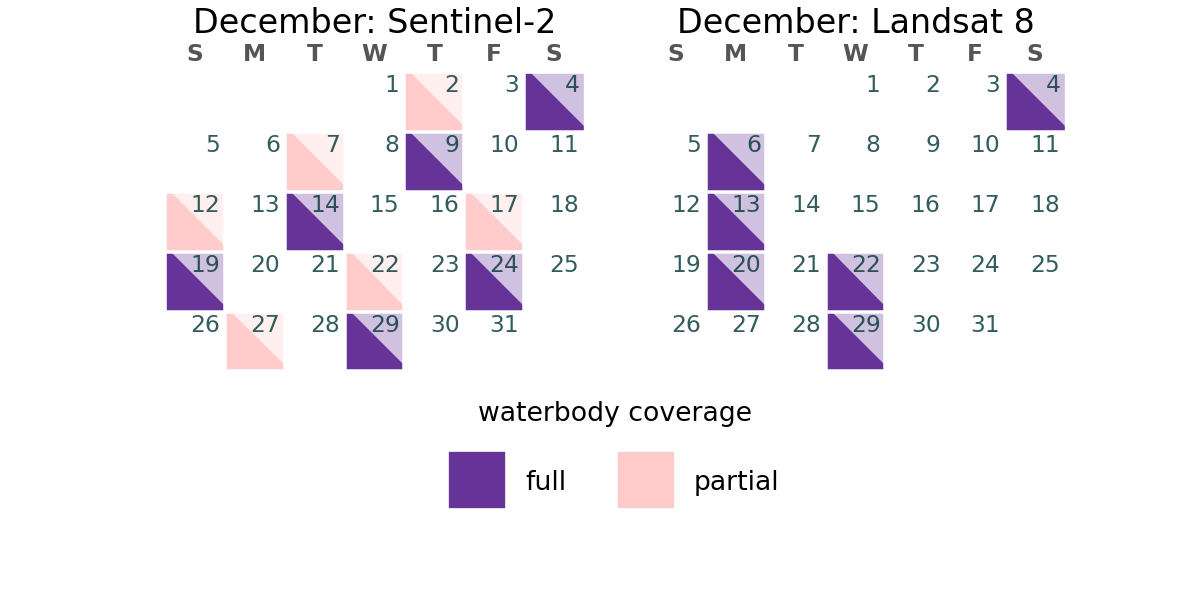 December: Sentinel-2
S M T W T F S
1 2 3 4
5 6 7 8 9 10 11
12 13 14 15 16 17 18
19 20 21 22 23 24 25
26 27 28 29 30 31
December: Landsat 8
S M T W T F S
1 2 3 4
5 6 7 8 9 10 11
12 13 14 15 16 17 18
19 20 21 22 23 24 25
26 27 28 29 30 31
waterbody coverage
full
partial